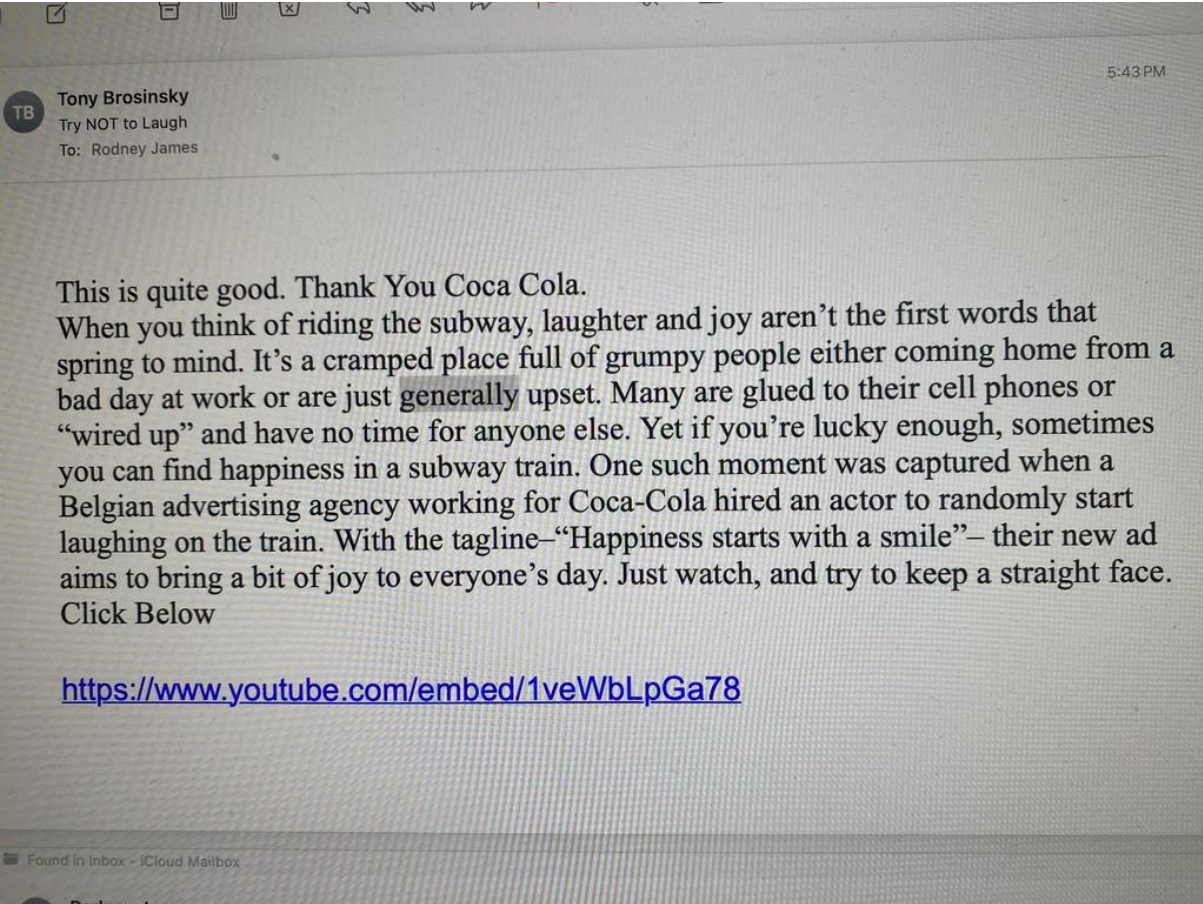 5:43 PM
TB
Tony Brosinsky
Try NOT to Laugh
To: Rodney James
This is quite good. Thank You Coca Cola.
When you think of riding the subway, laughter and joy aren’t the first words that
spring to mind. It’s a cramped place full of grumpy people either coming home from a
bad day at work or are just generally upset. Many are glued to their cell phones or
“wired up” and have no time for anyone else. Yet if you’re lucky enough, sometimes
you can find happiness in a subway train. One such moment was captured when a
Belgian advertising agency working for Coca-Cola hired an actor to randomly start
laughing on the train. With the tagline–“Happiness starts with a smile”– their new ad
aims to bring a bit of joy to everyone’s day. Just watch, and try to keep a straight face.
Click Below
https://www.youtube.com/embed/1veWbLpGa78
Found in Inbox - iCloud Mailbox